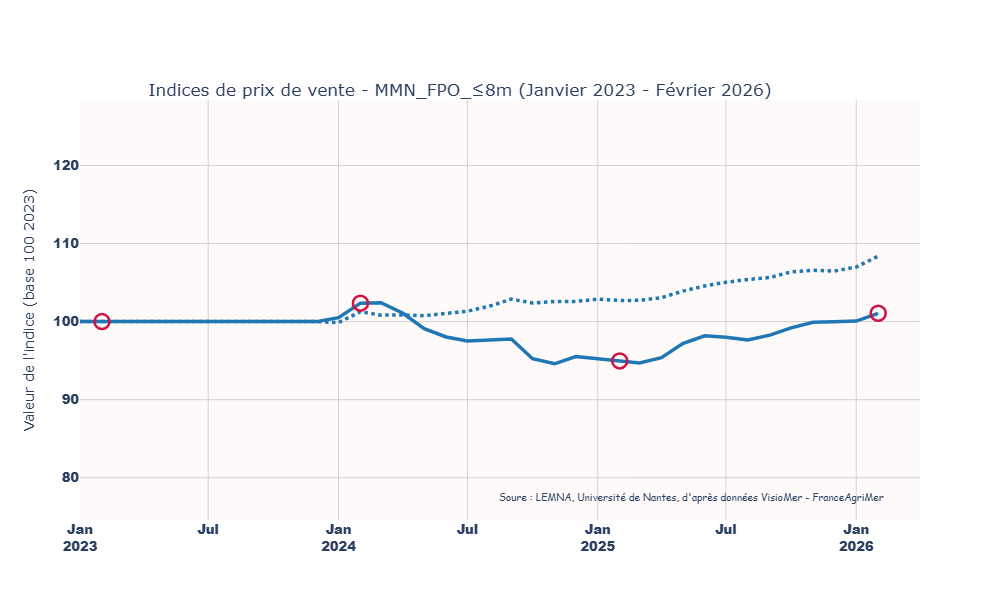 Indices de prix de vente - MMN_FPO_≤8m (Janvier 2023 - Février 2026)
Valeur de l'indice (base 100 2023)
120
110
100
90
80
Soure : LEMNA, Université de Nantes, d'après données VisioMer - FranceAgriMer
Jan
2023
Jul
Jan
2024
Jul
Jan
2025
Jul
Jan
2026